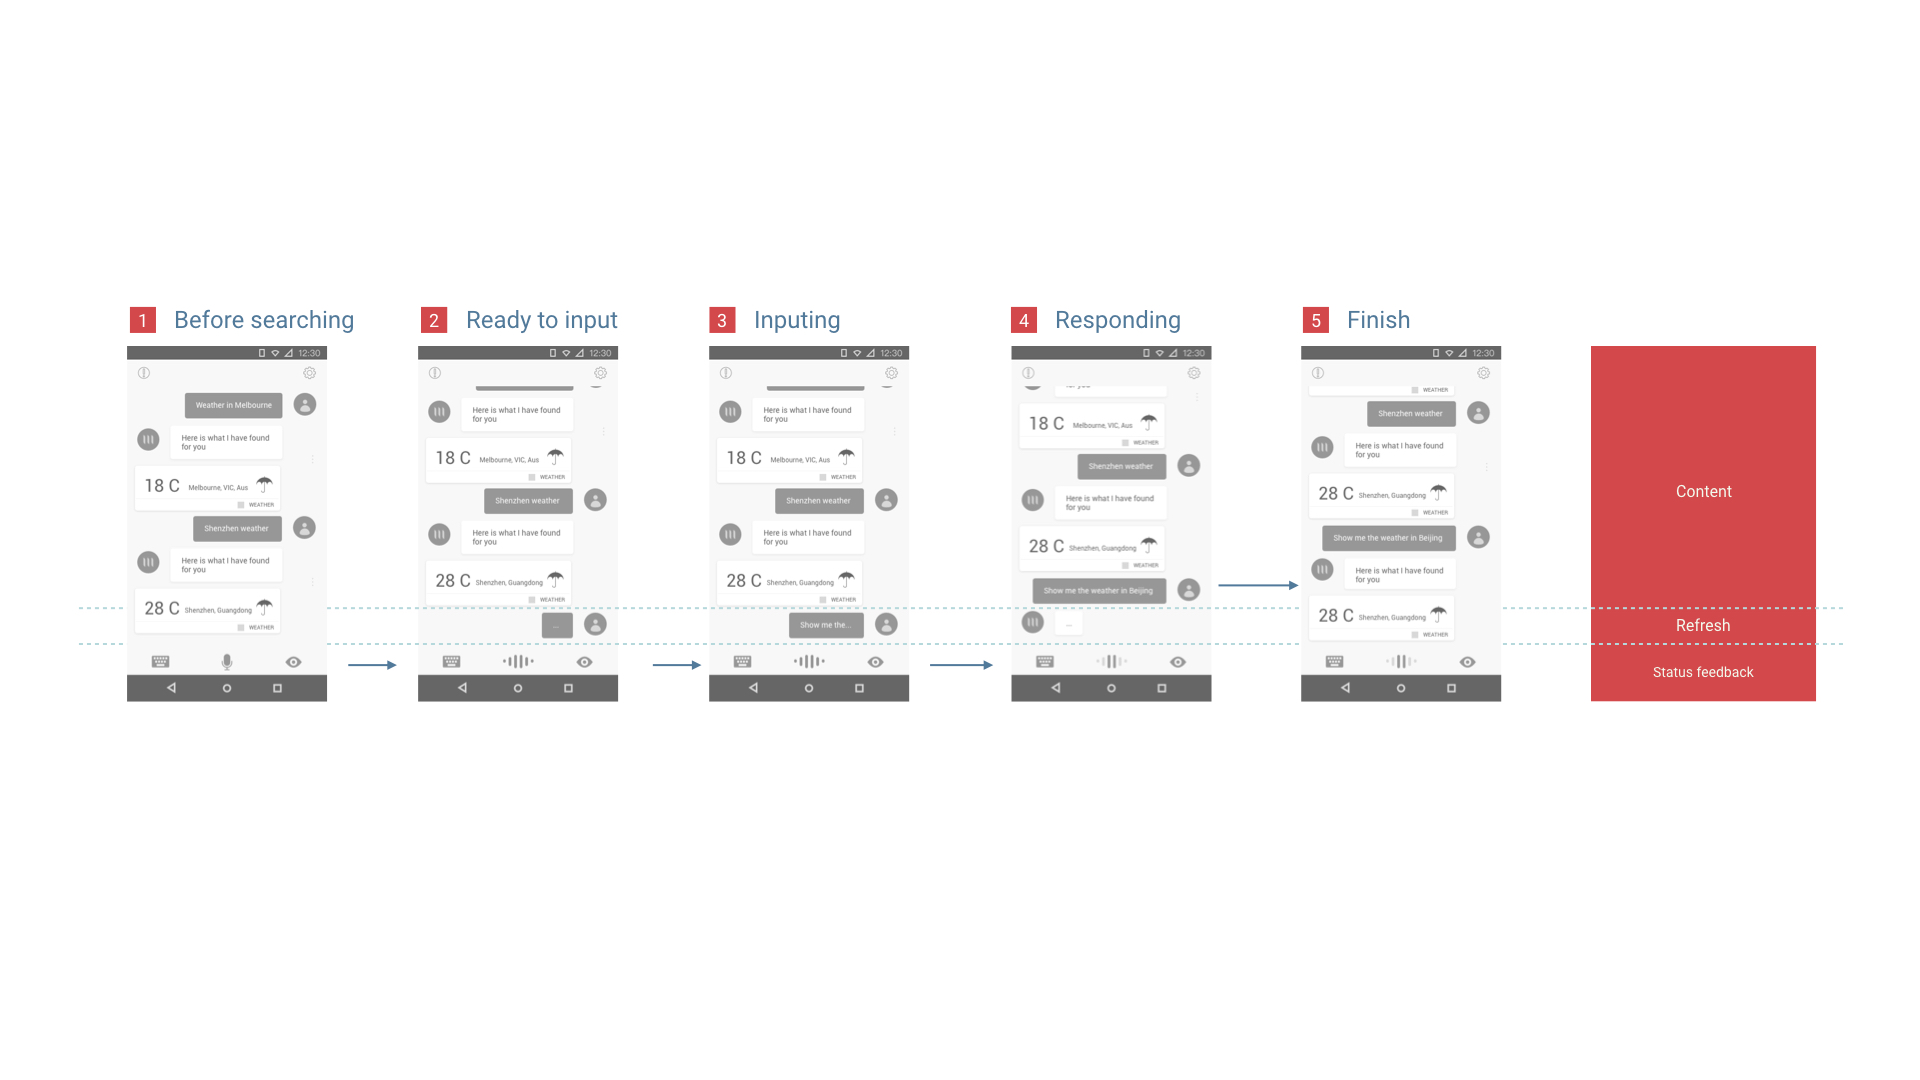 1 Before searching
12:30
Weather in Melbourne
Here is what I have found
for you
18 C Melbourne, VIC, Aus
WEATHER
Shenzhen weather
Here is what I have found
for you
28 C Shenzhen, Guangdong
WEATHER
2 Ready to input
12:30
Here is what I have found
for you
18 C Melbourne, VIC, Aus
WEATHER
Shenzhen weather
Here is what I have found
for you
28 C Shenzhen, Guangdong
WEATHER
...
3 Inputing
12:30
Here is what I have found
for you
18 C Melbourne, VIC, Aus
WEATHER
Shenzhen weather
Here is what I have found
for you
28 C Shenzhen, Guangdong
WEATHER
Show me the...
4 Responding
12:30
for you
18 C Melbourne, VIC, Aus
WEATHER
Shenzhen weather
Here is what I have found
for you
28 C Shenzhen, Guangdong
WEATHER
Show me the weather in Beijing
...
5 Finish
12:30
WEATHER
Shenzhen weather
Here is what I have found
for you
28 C Shenzhen, Guangdong
WEATHER
Show me the weather in Beijing
Here is what I have found
for you
28 C Shenzhen, Guangdong
WEATHER
Content
Refresh
Status feedback